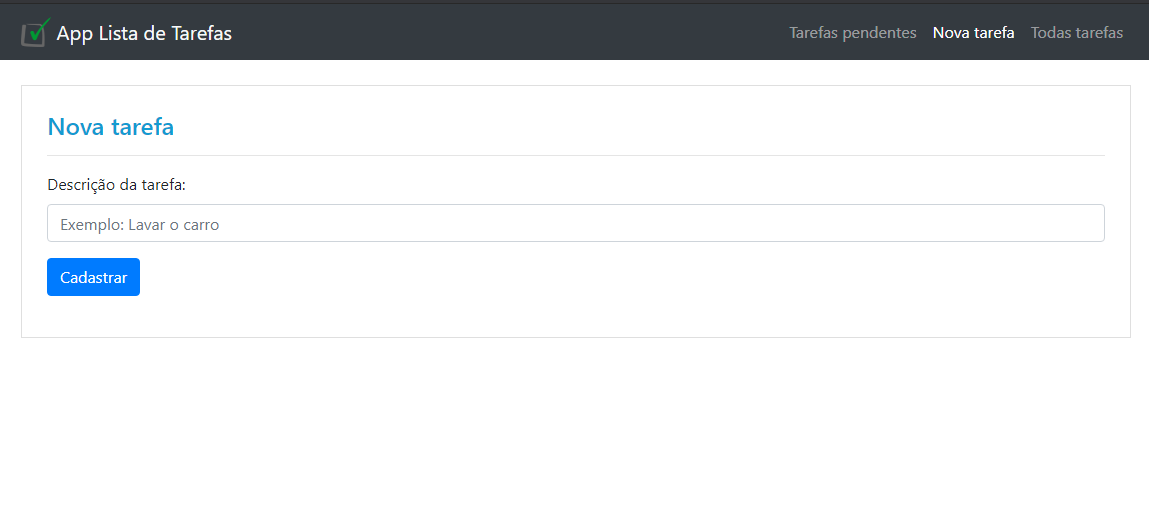 App Lista de Tarefas
Tarefas pendentes Nova tarefa Todas tarefas
Nova tarefa
Descrição da tarefa:
Exemplo: Lavar o carro
Cadastrar